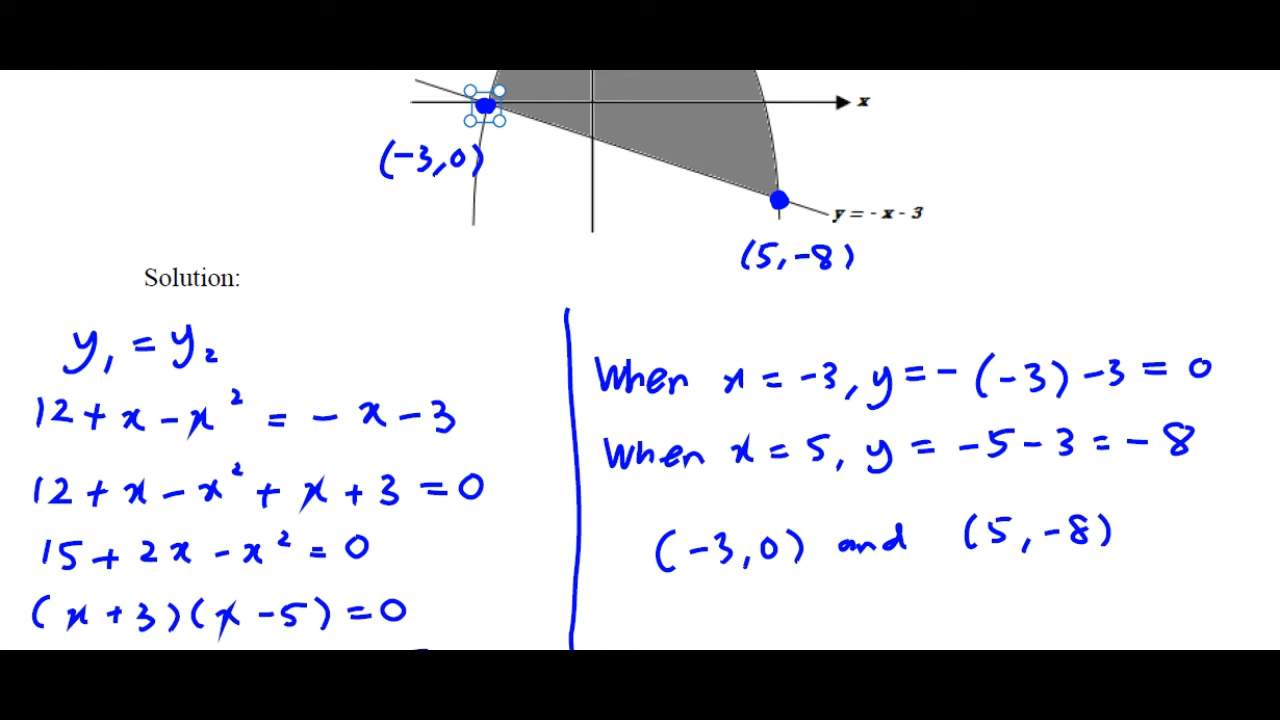 x
(-3,0)
y = - x - 3
(5,-8)
Solution:
y₁ = y₂
12 + x - x² = - x - 3
12 + x - x² + x + 3 = 0
15 + 2x - x² = 0
(x + 3)(x - 5) = 0
When x = -3, y = - (-3) - 3 = 0
When x = 5, y = -5 - 3 = -8
(-3,0) and (5,-8)